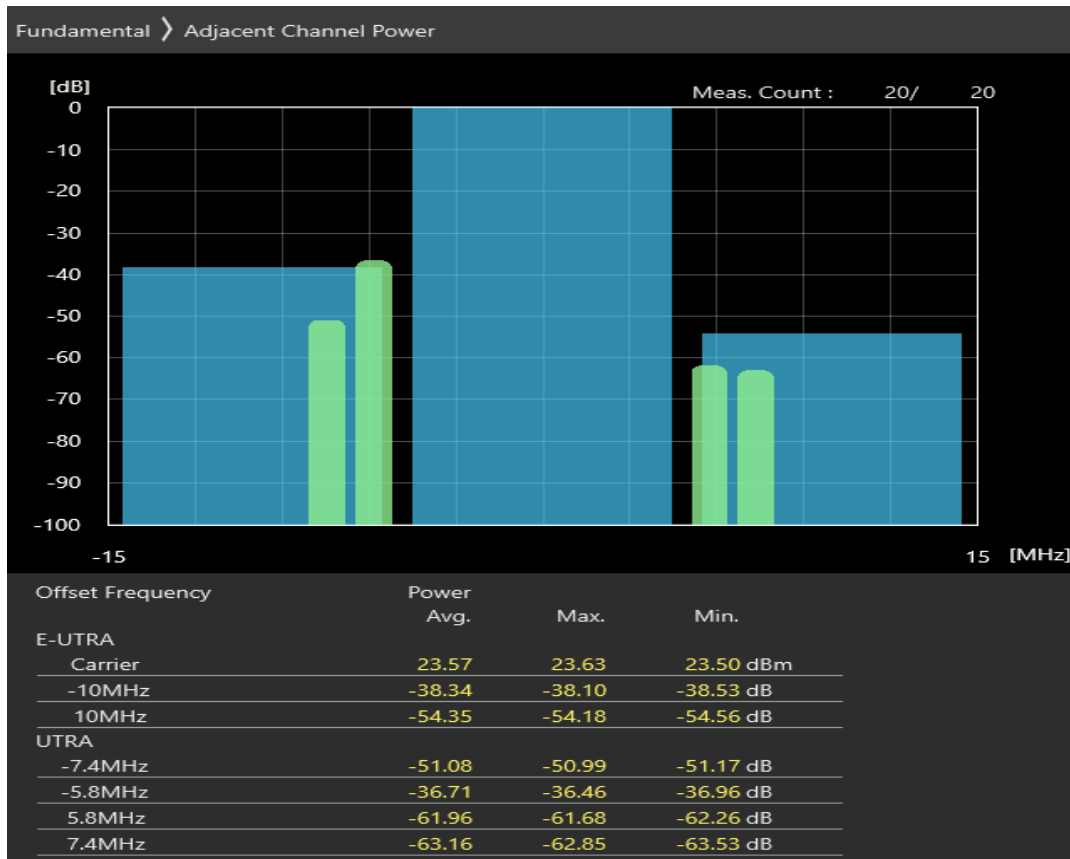 Fundamental 》 Adjacent Channel Power
[dB]
Meas. Count : 20/ 20
0
-10
-20
-30
-40
-50
-60
-70
-80
-90
-100
-15 15 [MHz]
Offset Frequency Power
Avg. Max. Min.
E-UTRA
Carrier 23.57 23.63 23.50 dBm
-10MHz -38.34 -38.10 -38.53 dB
10MHz -54.35 -54.18 -54.56 dB
UTRA
-7.4MHz -51.08 -50.99 -51.17 dB
-5.8MHz -36.71 -36.46 -36.96 dB
5.8MHz -61.96 -61.68 -62.26 dB
7.4MHz -63.16 -62.85 -63.53 dB